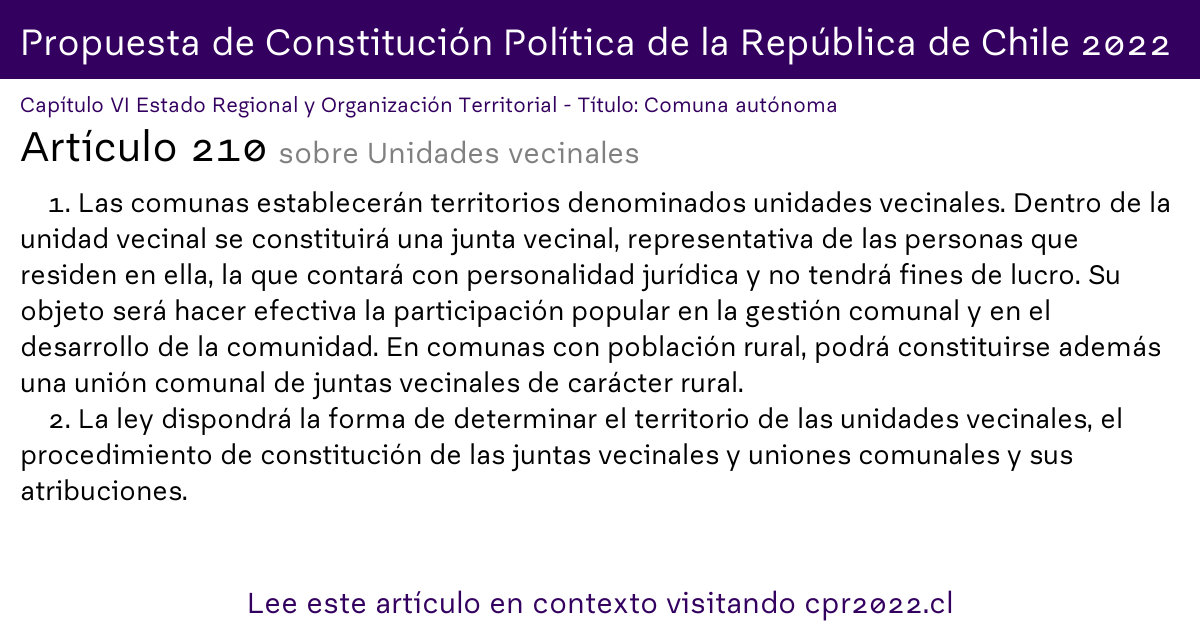 Propuesta de Constitución Política de la República de Chile 2022
Capítulo VI Estado Regional y Organización Territorial - Título: Comuna autónoma
Artículo 210 sobre Unidades vecinales
1. Las comunas establecerán territorios denominados unidades vecinales. Dentro de la
unidad vecinal se constituirá una junta vecinal, representativa de las personas que
residen en ella, la que contará con personalidad jurídica y no tendrá fines de lucro. Su
objeto será hacer efectiva la participación popular en la gestión comunal y en el
desarrollo de la comunidad. En comunas con población rural, podrá constituirse además
una unión comunal de juntas vecinales de carácter rural.
2. La ley dispondrá la forma de determinar el territorio de las unidades vecinales, el
procedimiento de constitución de las juntas vecinales y uniones comunales y sus
atribuciones.
Lee este artículo en contexto visitando cpr2022.cl